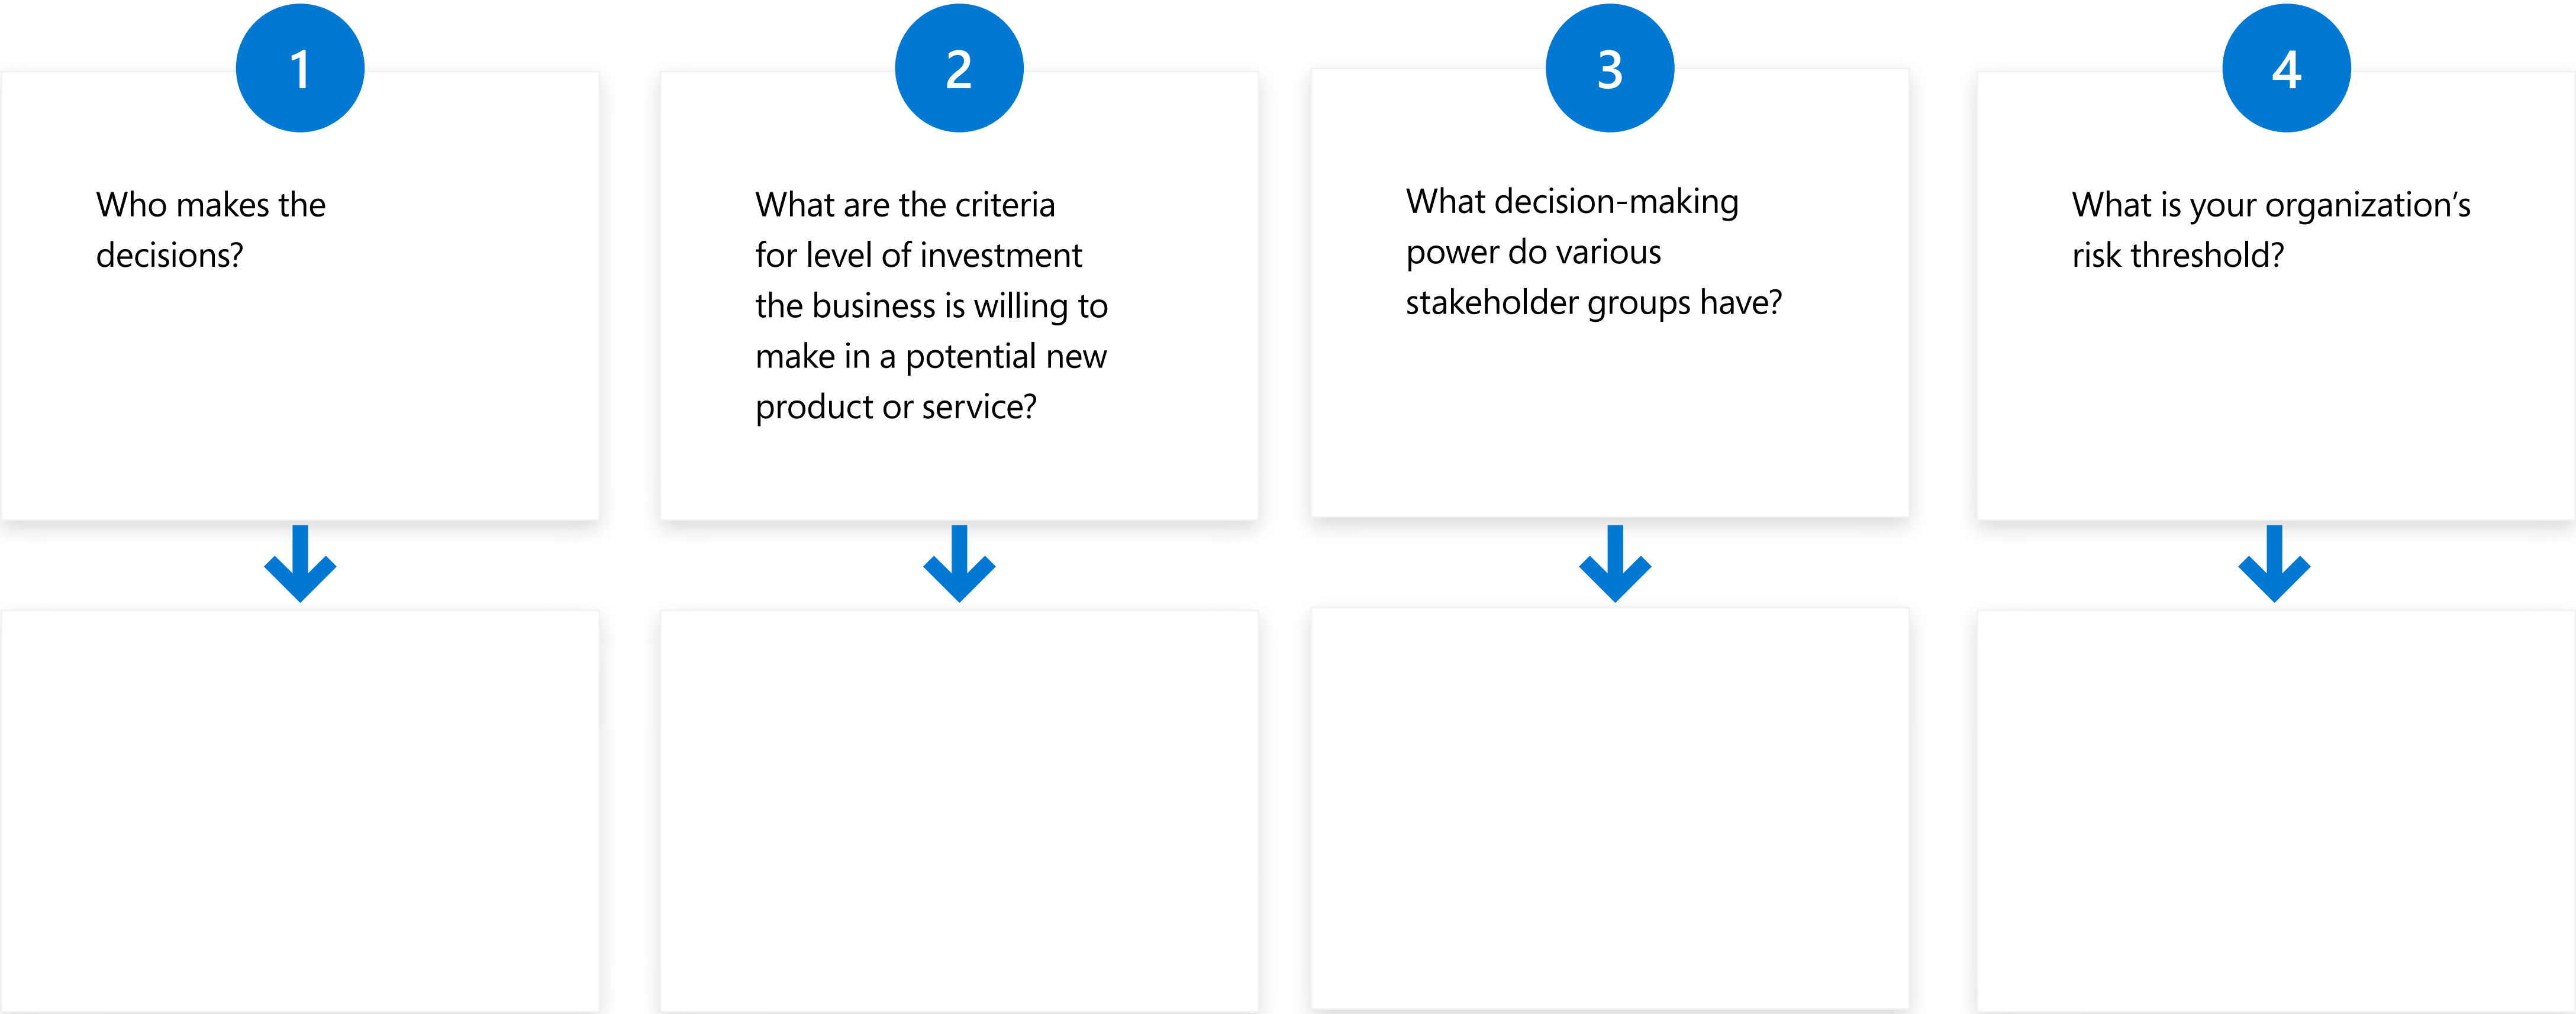 1
Who makes the
decisions?
2
What are the criteria
for level of investment
the business is willing to
make in a potential new
product or service?
3
What decision-making
power do various
stakeholder groups have?
4
What is your organization’s
risk threshold?